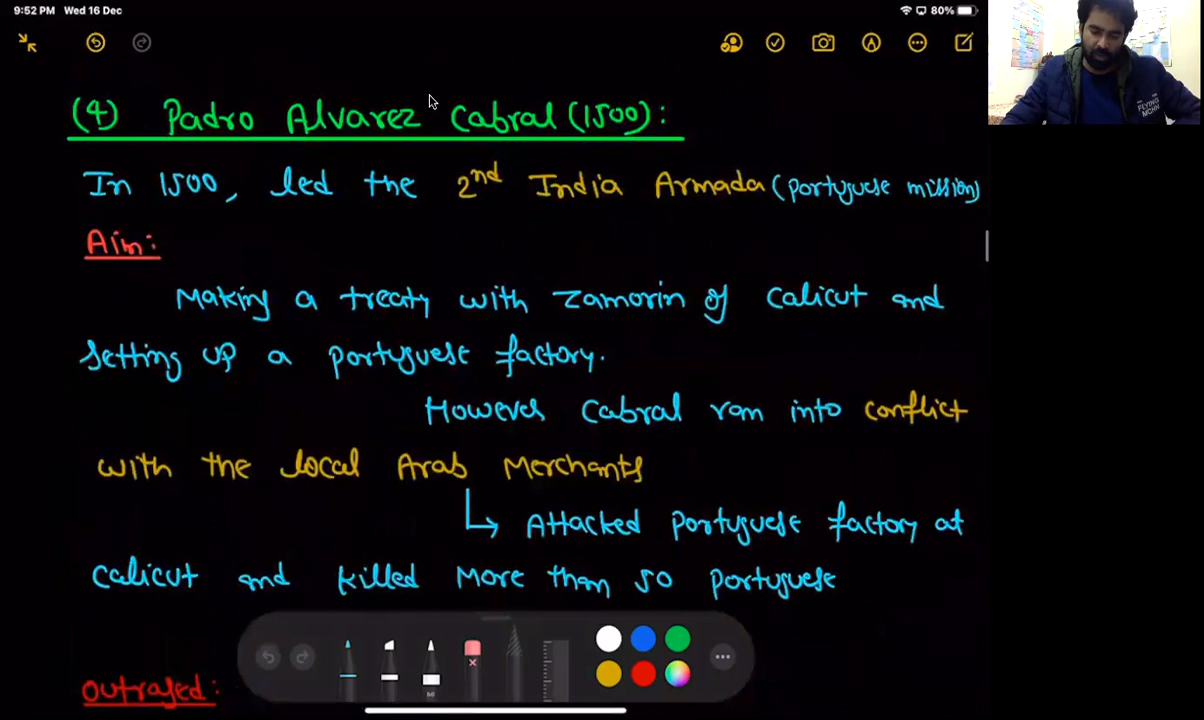 9:52 PM Wed 16 Dec
80%
(4) Padro Alvarez Cabral (1500):
In 1500, led the 2nd India Armada (portuguese mission)
Aim:
Making a treaty with Zamorin of Calicut and
setting up a portuguese factory.
However Cabral ran into conflict
with the local Arab Merchants
Attacked portuguese factory at
calicut and killed More than 50 portuguese
Outraged:
FLYING
MCHN